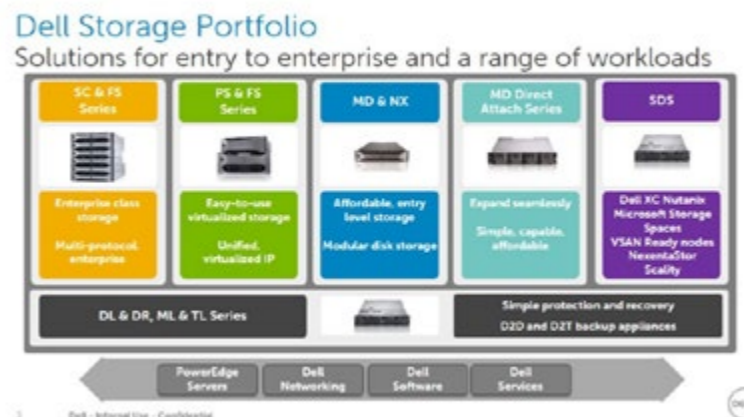 Dell Storage Portfolio
Solutions for entry to enterprise and a range of workloads
SC & FS
Series
PS & FS
Series
MD & NX
MD Direct
Attach Series
SDS
Enterprise class
storage
Multi-protocol,
enterprise
Easy-to-use
virtualized storage
Unified,
virtualized IP
Affordable, entry
level storage
Modular disk storage
Expand seamlessly
Simple, capable,
affordable
Dell XC Nutanix
Microsoft Storage
Spaces
VSAN Ready nodes
NexentaStor
Scality
DL & DR, ML & TL Series
Simple protection and recovery
D2D and D2T backup appliances
PowerEdge
Servers
Dell
Networking
Dell
Software
Dell
Services
Dell - Internal Use - Confidential